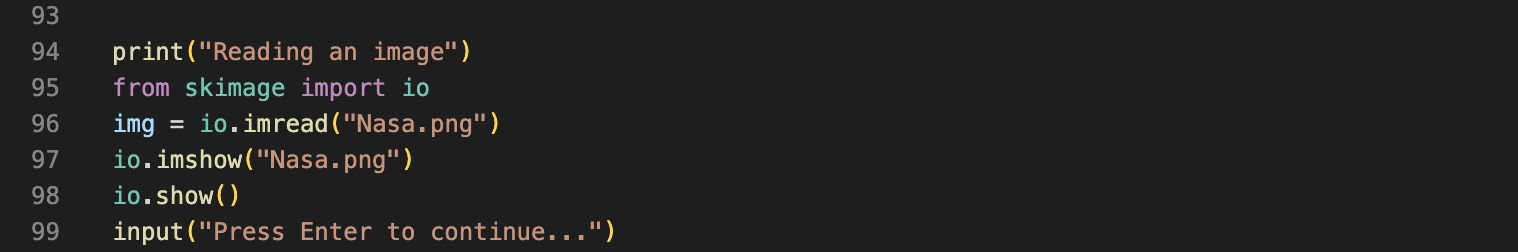 93
94 print("Reading an image")
95 from skimage import io
96 img = io.imread("Nasa.png")
97 io.imshow("Nasa.png")
98 io.show()
99 input("Press Enter to continue...")